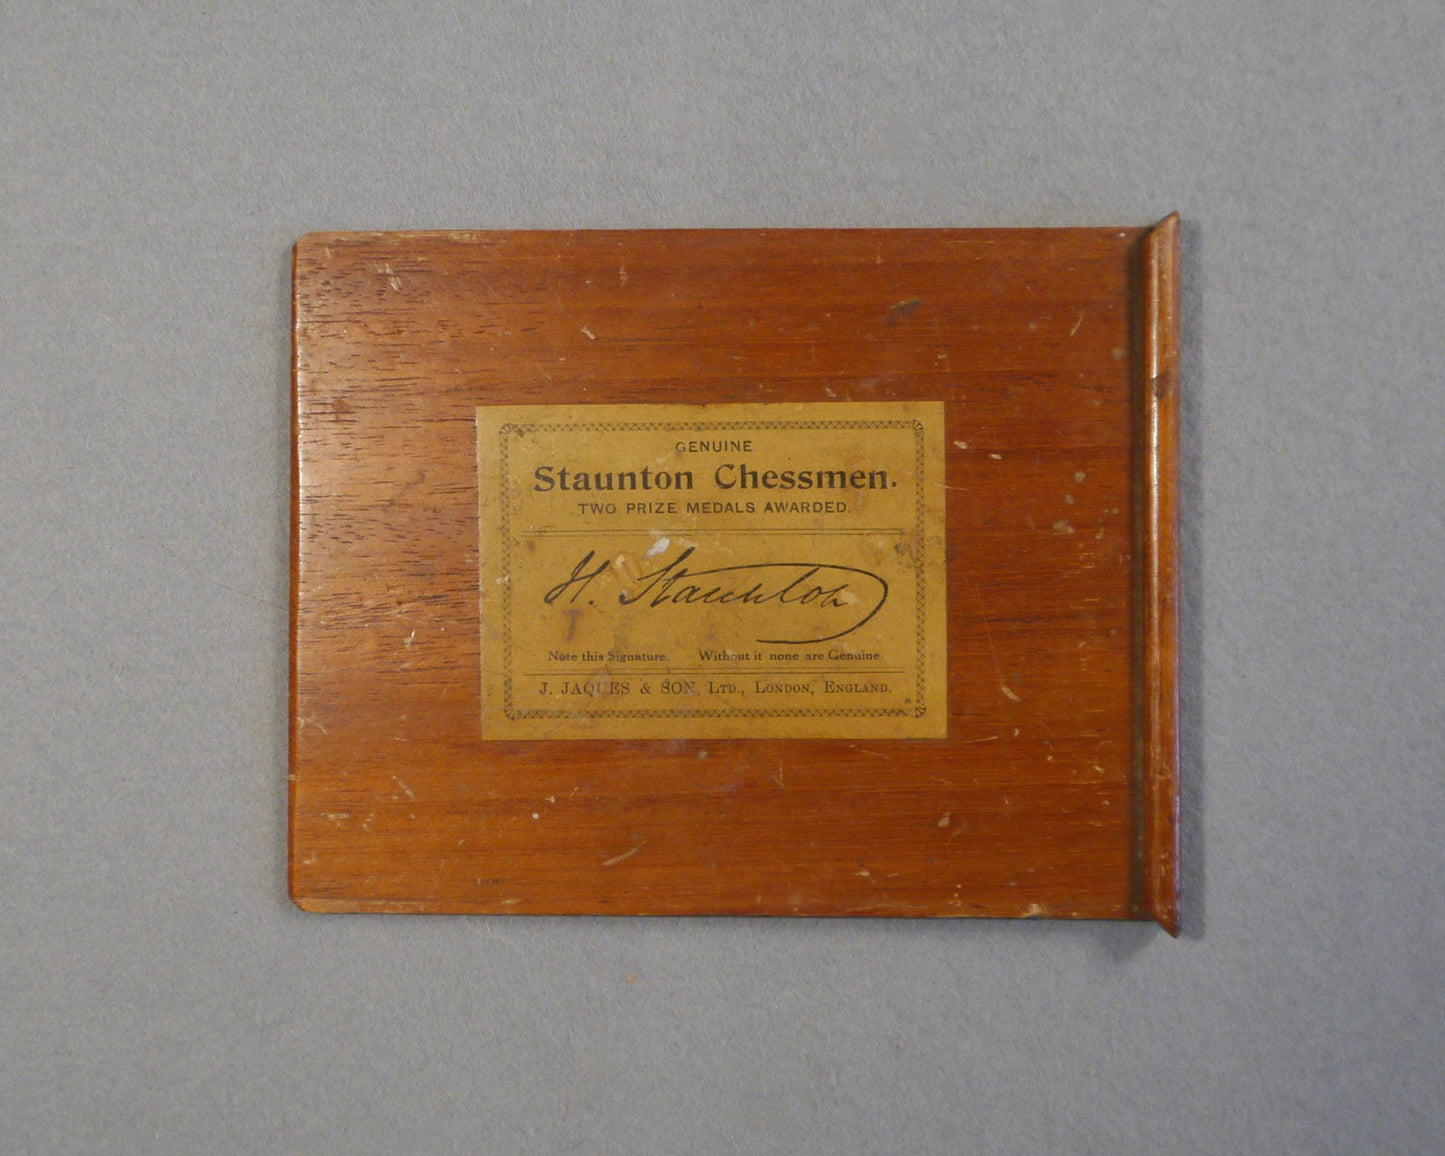 GENUINE
Staunton Chessmen.
TWO PRIZE MEDALS AWARDED.
H. Staunton
Note this Signature. Without it none are Genuine
J. JAQUES & SON, LTD., LONDON, ENGLAND.